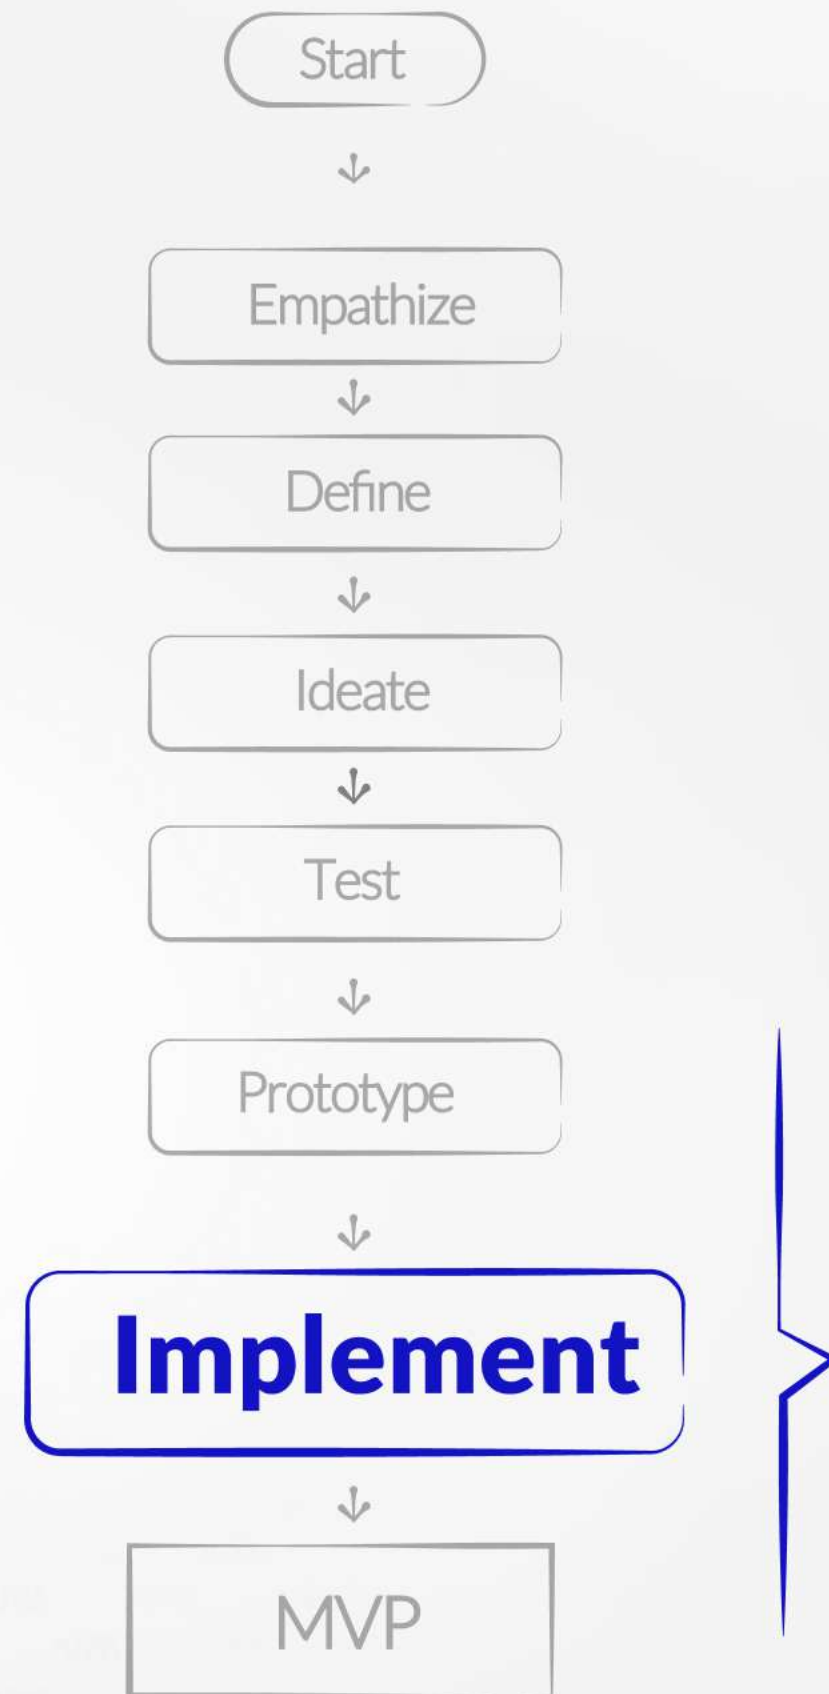 Start
Empathize
Define
Ideate
Test
Prototype
Implement
MVP